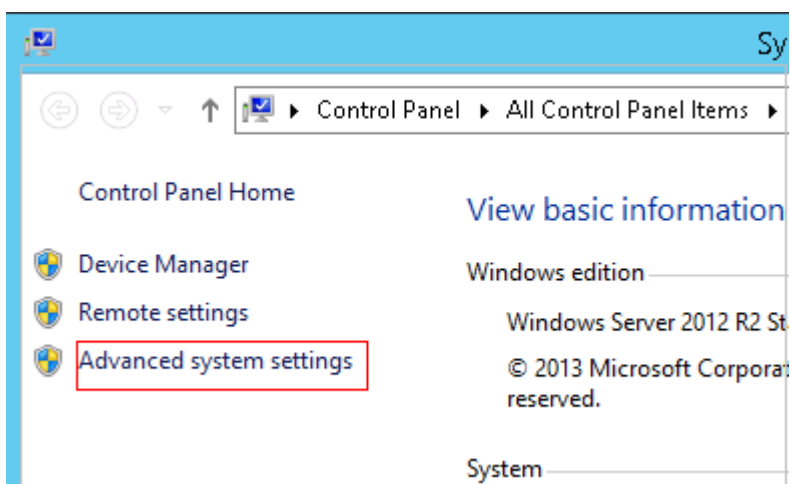 Sy
Control Panel ▸ All Control Panel Items ▸
Control Panel Home
View basic information
Device Manager
Windows edition
Remote settings
Windows Server 2012 R2 St
Advanced system settings
© 2013 Microsoft Corporat
reserved.
System